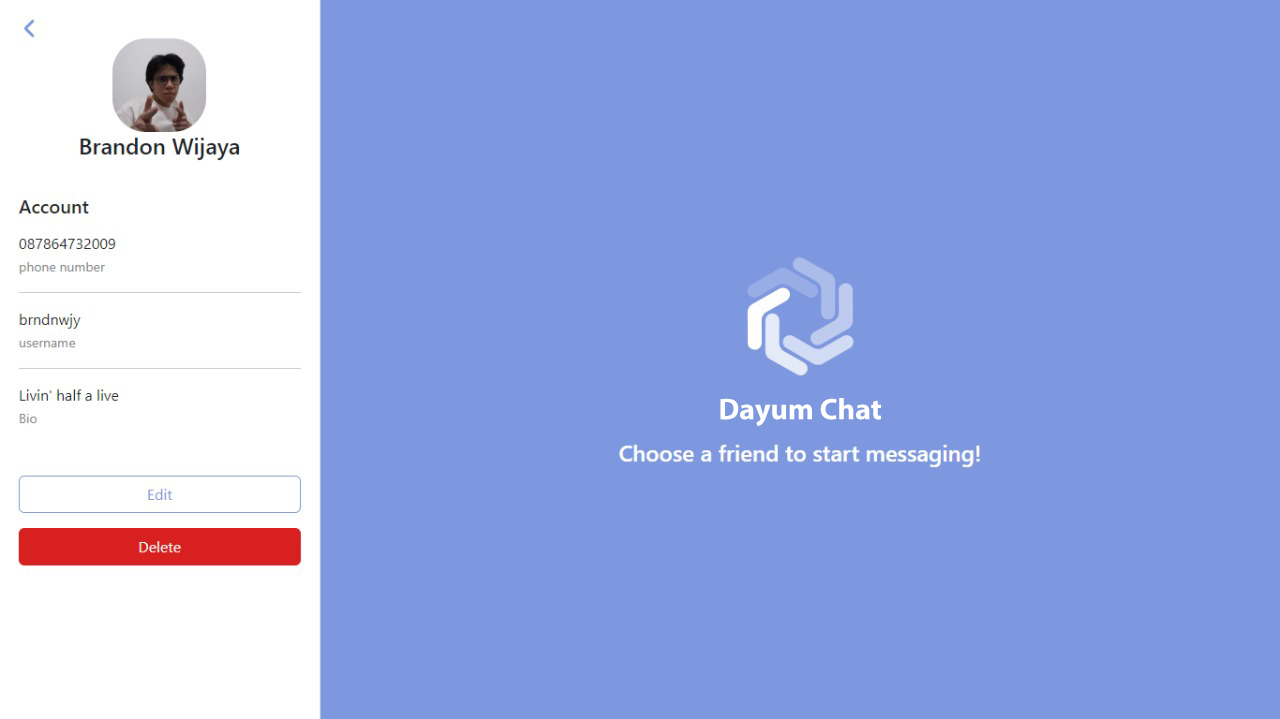 Brandon Wijaya
Account
087864732009
phone number
brndnwjy
username
Livin' half a live
Bio
Edit
Delete
Dayum Chat
Choose a friend to start messaging!